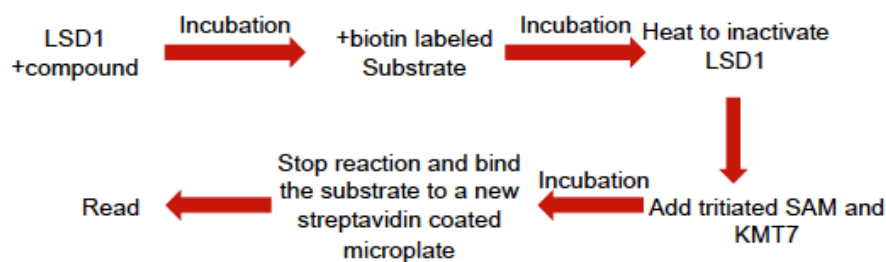 LSD1
+compound
Incubation
+biotin labeled
Substrate
Incubation
Heat to inactivate
LSD1
Add tritiated SAM and
KMT7
Incubation
Stop reaction and bind
the substrate to a new
streptavidin coated
microplate
Read